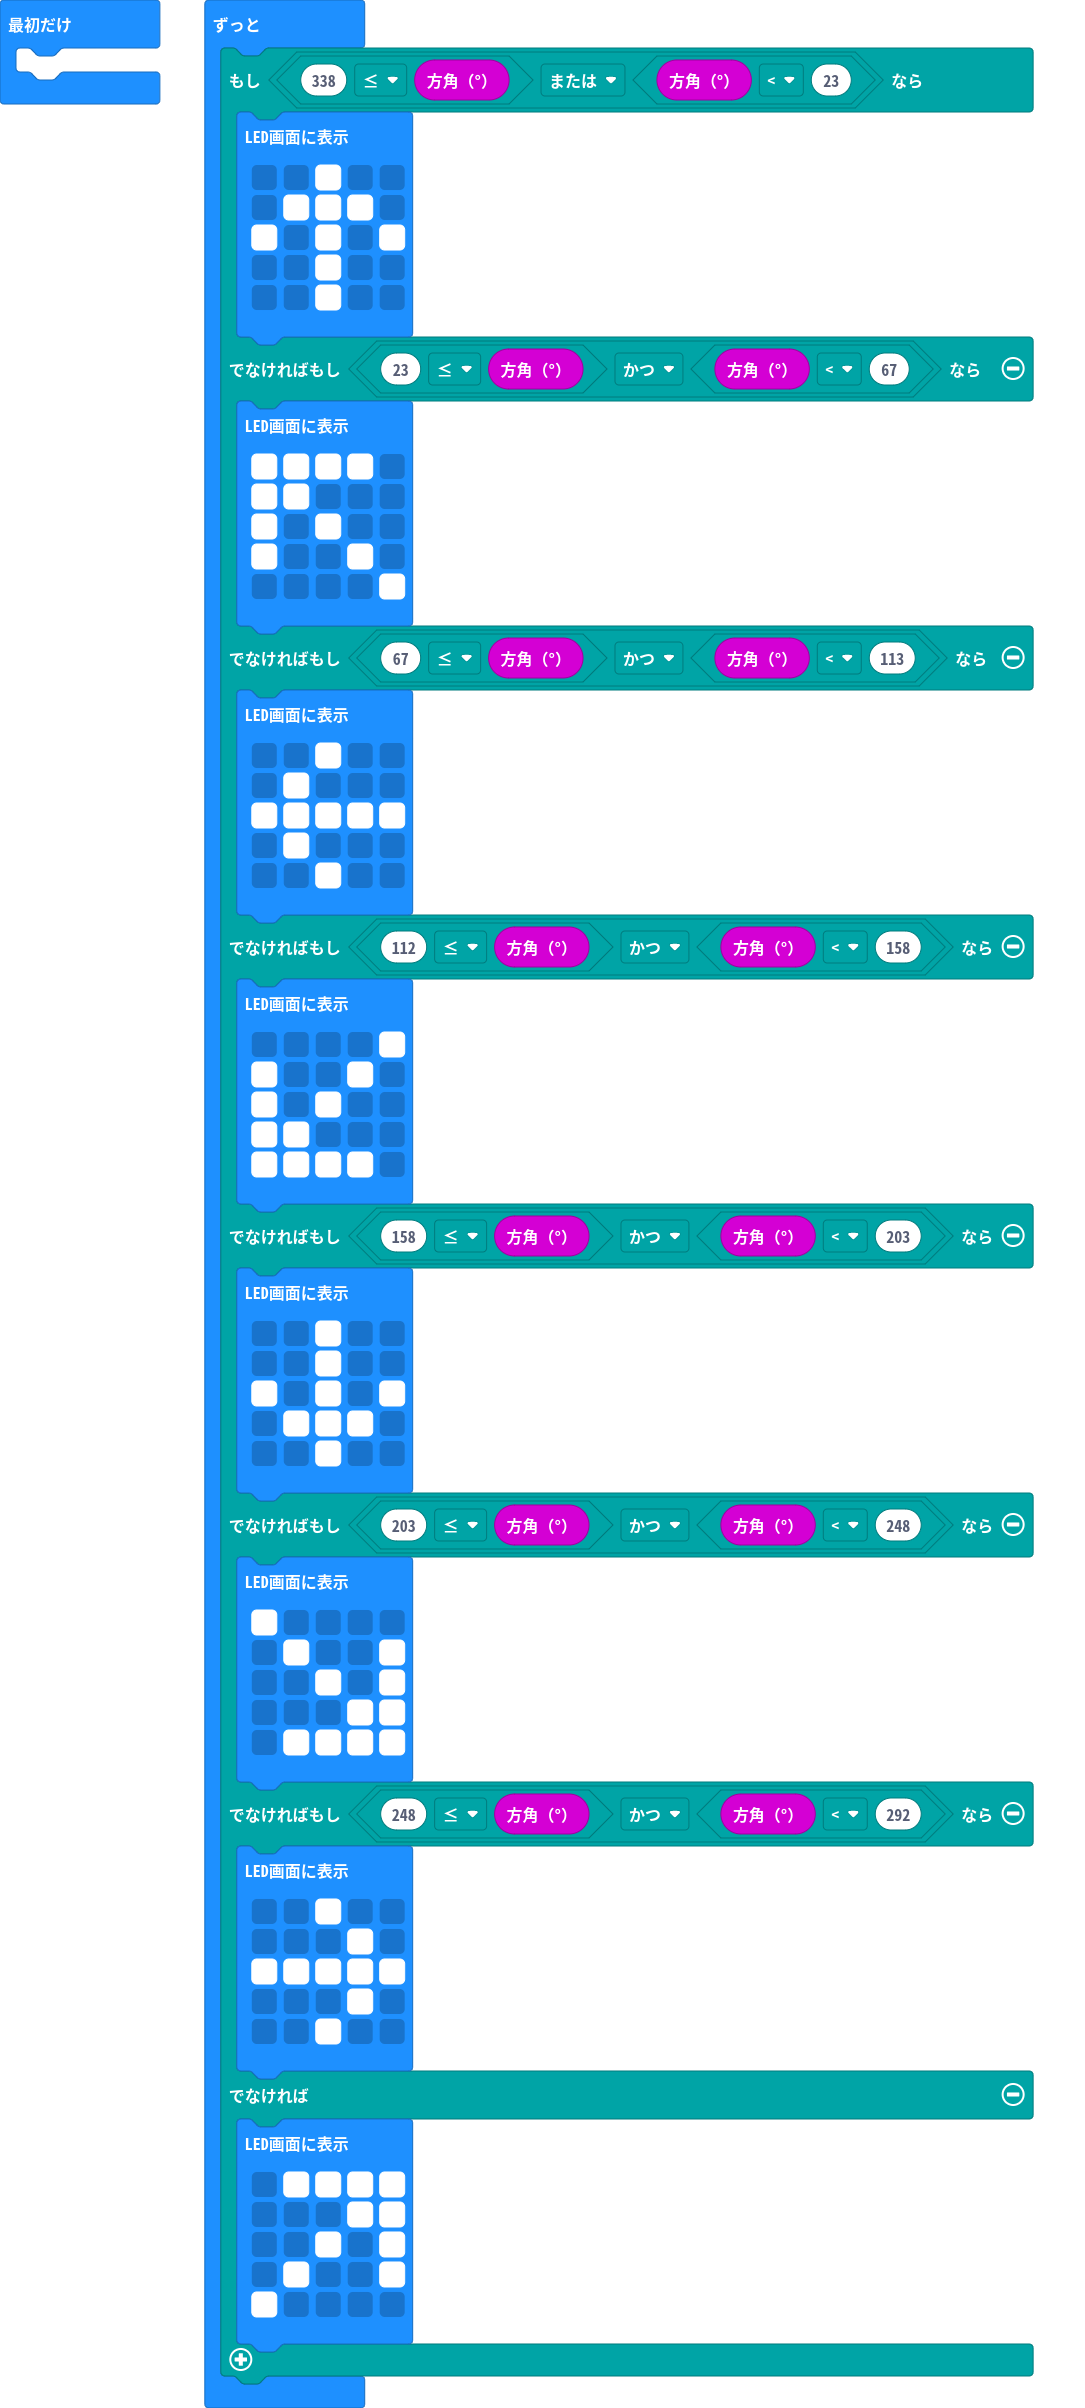 最初だけ
ずっと
もし 338 ≤ 方角 (°) または 方角 (°) < 23 なら
LED画面に表示
でなければもし 23 ≤ 方角 (°) かつ 方角 (°) < 67 なら
LED画面に表示
でなければもし 67 ≤ 方角 (°) かつ 方角 (°) < 113 なら
LED画面に表示
でなければもし 112 ≤ 方角 (°) かつ 方角 (°) < 158 なら
LED画面に表示
でなければもし 158 ≤ 方角 (°) かつ 方角 (°) < 203 なら
LED画面に表示
でなければもし 203 ≤ 方角 (°) かつ 方角 (°) < 248 なら
LED画面に表示
でなければもし 248 ≤ 方角 (°) かつ 方角 (°) < 292 なら
LED画面に表示
でなければ
LED画面に表示